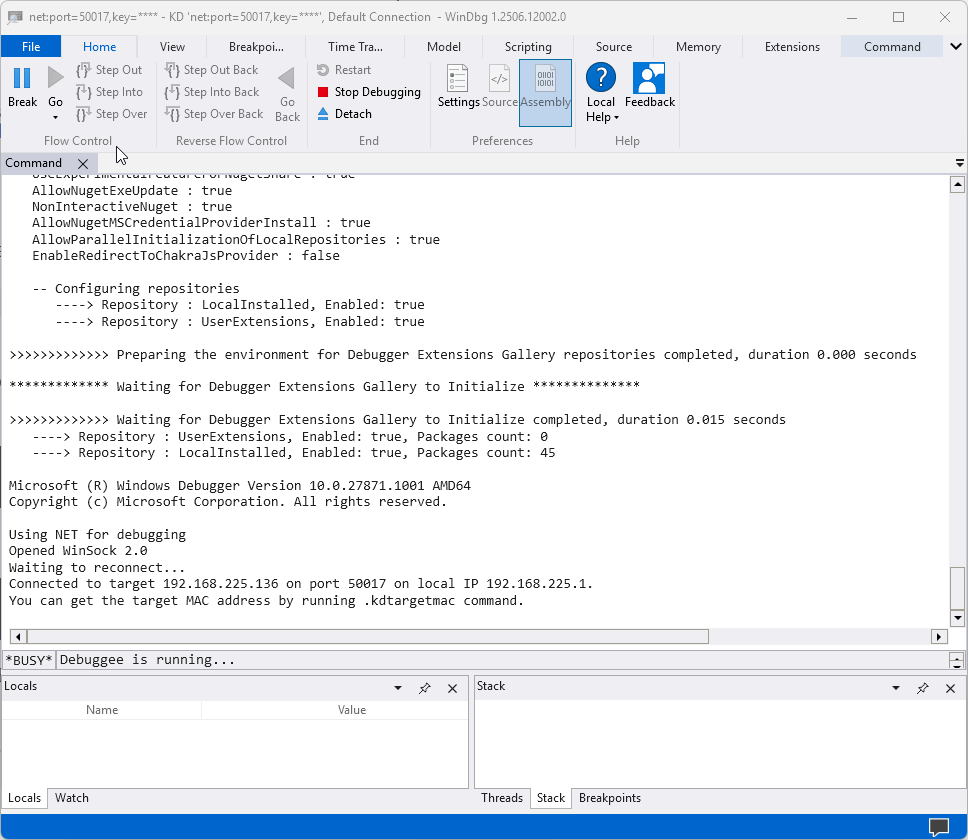 net:port=50017,key=**** - KD 'net:port=50017,key=****', Default Connection - WinDbg 1.2506.12002.0
File Home View Breakpoi... Time Tra... Model Scripting Source Memory Extensions Command
Break
Go
Step Out
Step Into
Step Over
Flow Control
Step Out Back
Step Into Back
Step Over Back
Go
Back
Reverse Flow Control
Restart
Stop Debugging
Detach
End
Settings Source Assembly
Preferences
Local
Help
Feedback
Help
Command
UseExperimentalFeatureForNugetShare : true
AllowNugetExeUpdate : true
NonInteractiveNuget : true
AllowNugetMSCredentialProviderInstall : true
AllowParallelInitializationOfLocalRepositories : true
EnableRedirectToChakraJsProvider : false
-- Configuring repositories
----> Repository : LocalInstalled, Enabled: true
----> Repository : UserExtensions, Enabled: true
>>>>>>>>>>>>> Preparing the environment for Debugger Extensions Gallery repositories completed, duration 0.000 seconds
************* Waiting for Debugger Extensions Gallery to Initialize **************
>>>>>>>>>>>>> Waiting for Debugger Extensions Gallery to Initialize completed, duration 0.015 seconds
----> Repository : UserExtensions, Enabled: true, Packages count: 0
----> Repository : LocalInstalled, Enabled: true, Packages count: 45
Microsoft (R) Windows Debugger Version 10.0.27871.1001 AMD64
Copyright (c) Microsoft Corporation. All rights reserved.
Using NET for debugging
Opened WinSock 2.0
Waiting to reconnect...
Connected to target 192.168.225.136 on port 50017 on local IP 192.168.225.1.
You can get the target MAC address by running .kdtargetmac command.
*BUSY* Debuggee is running...
Locals
Name Value
Locals Watch
Stack
Threads Stack Breakpoints